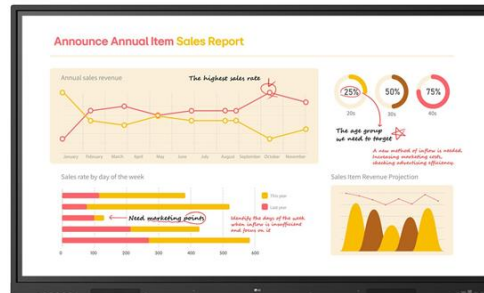 Announce Annual Item Sales Report
Annual sales revenue
The highest sales rate
January February March April May June July August September October November
25% 50% 75%
20s 30s 40s
The age group
we need to target
A new method of inflow is needed.
Increasing marketing costs,
checking advertising efficiency.
Sales rate by day of the week
This year
Last year
Need marketing points
Identify the days of the week
when inflow is insufficient
and focus on it
0 100 200 300 400 500 600
Sales Item Revenue Projection
LG